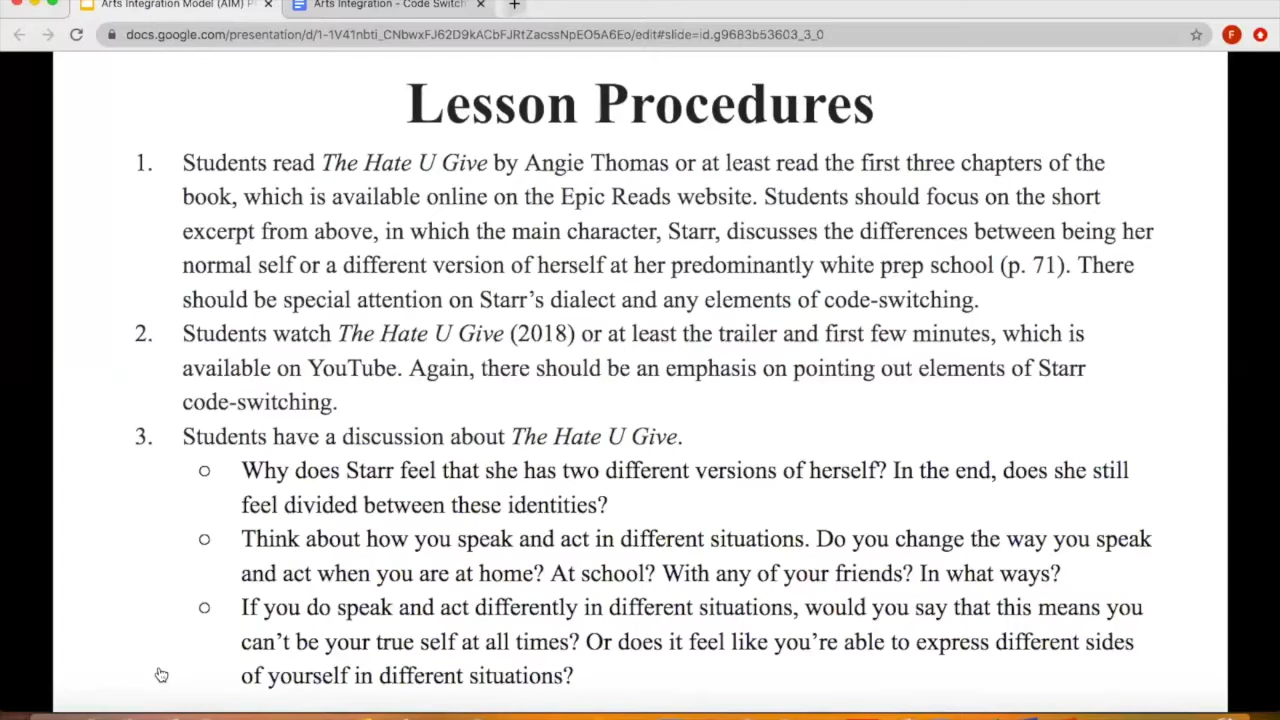 Arts Integration Model (AIM) P
Arts Integration - Code Switch
docs.google.com/presentation/d/1-1V41nbti_CNbwxFJ62D9kACbFJRtZacssNpEO5A6Eo/edit#slide=id.g9683b53603_3_0
F
Lesson Procedures
1. Students read The Hate U Give by Angie Thomas or at least read the first three chapters of the
book, which is available online on the Epic Reads website. Students should focus on the short
excerpt from above, in which the main character, Starr, discusses the differences between being her
normal self or a different version of herself at her predominantly white prep school (p. 71). There
should be special attention on Starr’s dialect and any elements of code-switching.
2. Students watch The Hate U Give (2018) or at least the trailer and first few minutes, which is
available on YouTube. Again, there should be an emphasis on pointing out elements of Starr
code-switching.
3. Students have a discussion about The Hate U Give.
○ Why does Starr feel that she has two different versions of herself? In the end, does she still
feel divided between these identities?
○ Think about how you speak and act in different situations. Do you change the way you speak
and act when you are at home? At school? With any of your friends? In what ways?
○ If you do speak and act differently in different situations, would you say that this means you
can’t be your true self at all times? Or does it feel like you’re able to express different sides
of yourself in different situations?